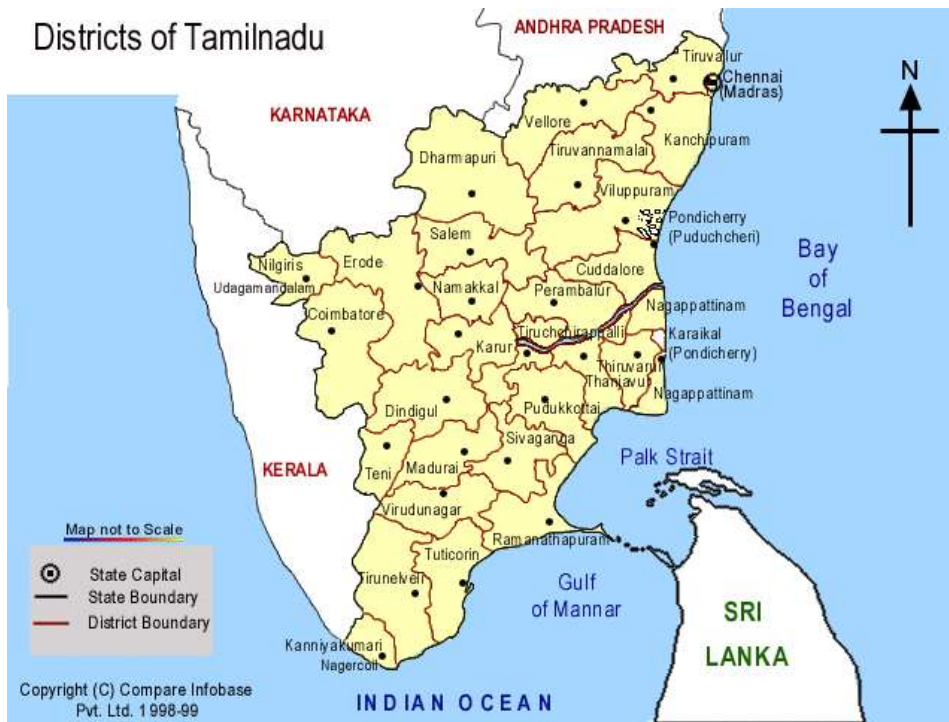 Districts of Tamilnadu
ANDHRA PRADESH
Tiruvallur
Chennai
(Madras)
N
KARNATAKA
Vellore
Kanchipuram
Tiruvannamalai
Dharmapuri
Viluppuram
Pondicherry
(Puduchcheri)
Salem
Bay
of
Bengal
Nilgiris
Erode
Cuddalore
Udagamandalam
Namakkal
Perambalur
Nagappattinam
Coimbatore
Tiruchchirappalli
Karaikal
(Pondicherry)
Karur
Thiruvarur
Thanjavur
Nagappattinam
Dindigul
Pudukkottai
Sivaganga
Palk Strait
KERALA
Teni
Madurai
Virudunagar
Map not to Scale
Ramanathapuram
Tuticorin
State Capital
State Boundary
District Boundary
Tirunelveli
Gulf
of Mannar
SRI
LANKA
Kanniyakumari
Nagercoil
Copyright (C) Compare Infobase
Pvt. Ltd. 1998-99
INDIAN OCEAN